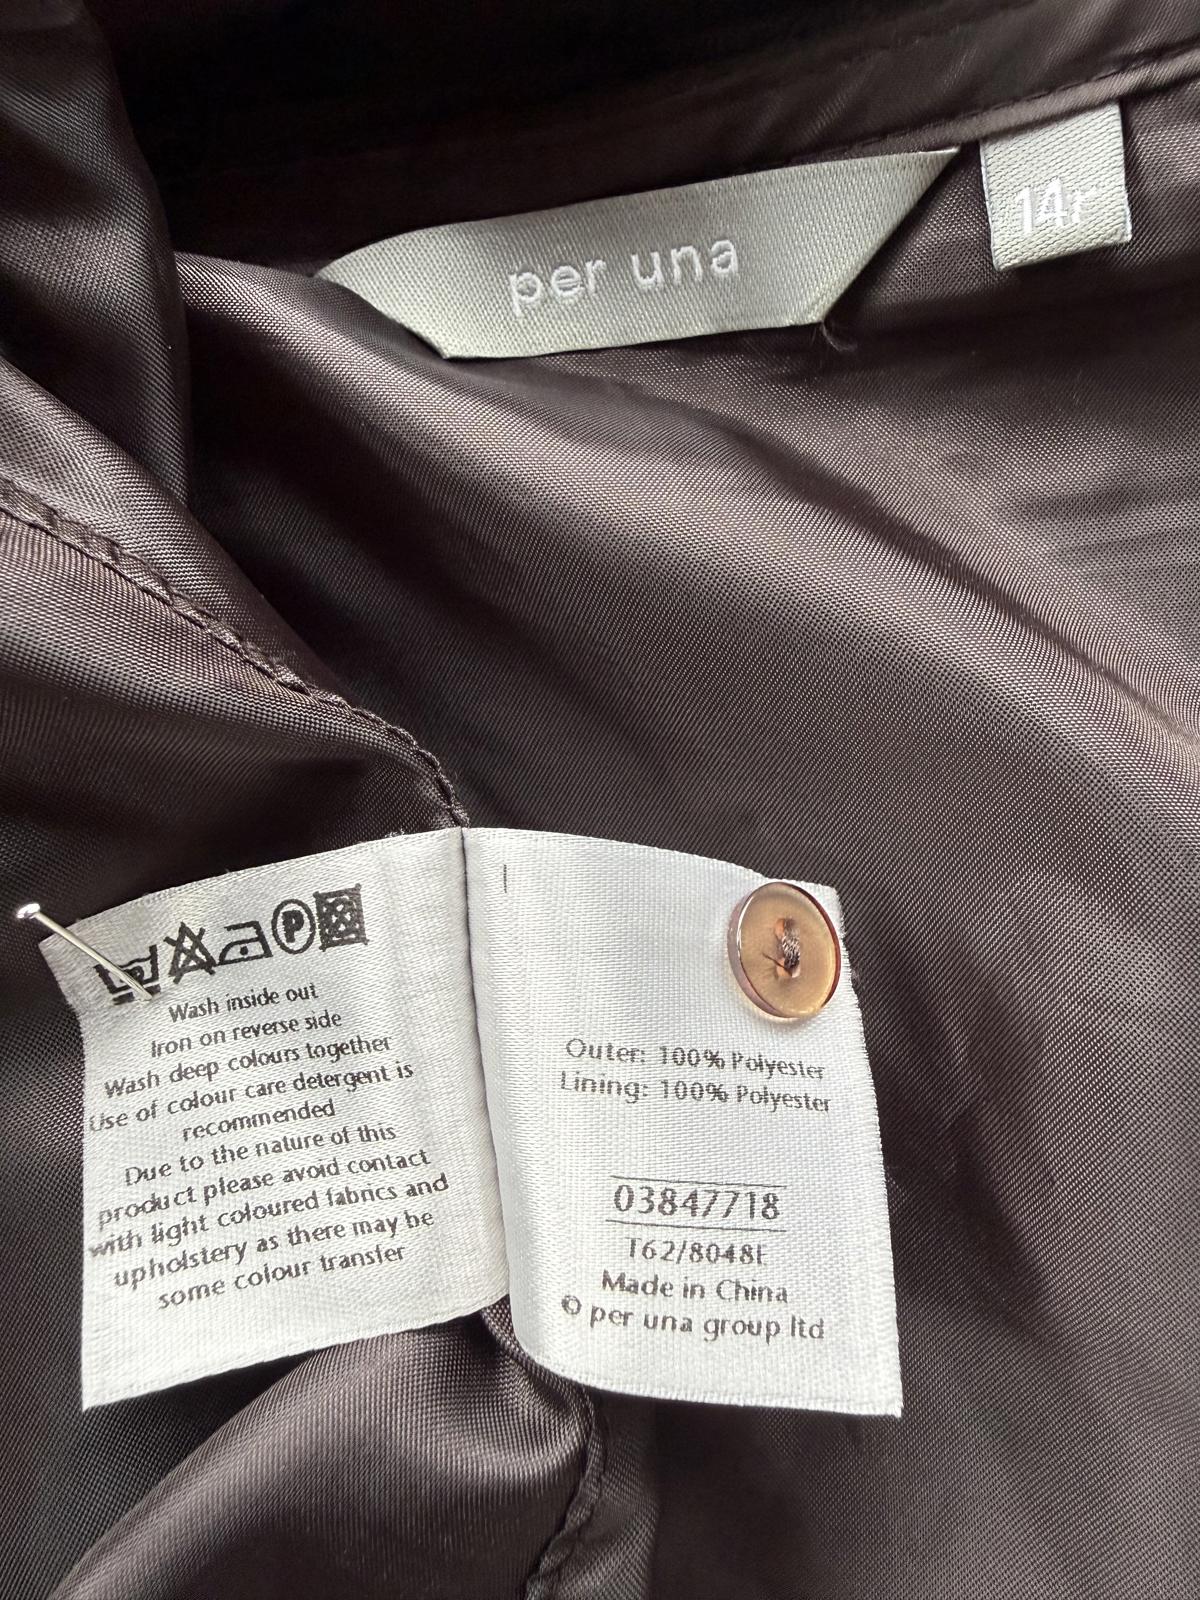 per una
14r
P
Wash inside out
Iron on reverse side
Wash deep colours together
Use of colour care detergent is
recommended
Due to the nature of this
product please avoid contact
with light coloured fabrics and
upholstery as there may be
some colour transfer
Outer: 100% Polyester
Lining: 100% Polyester
03847718
T62/8048E
Made in China
© per una group ltd